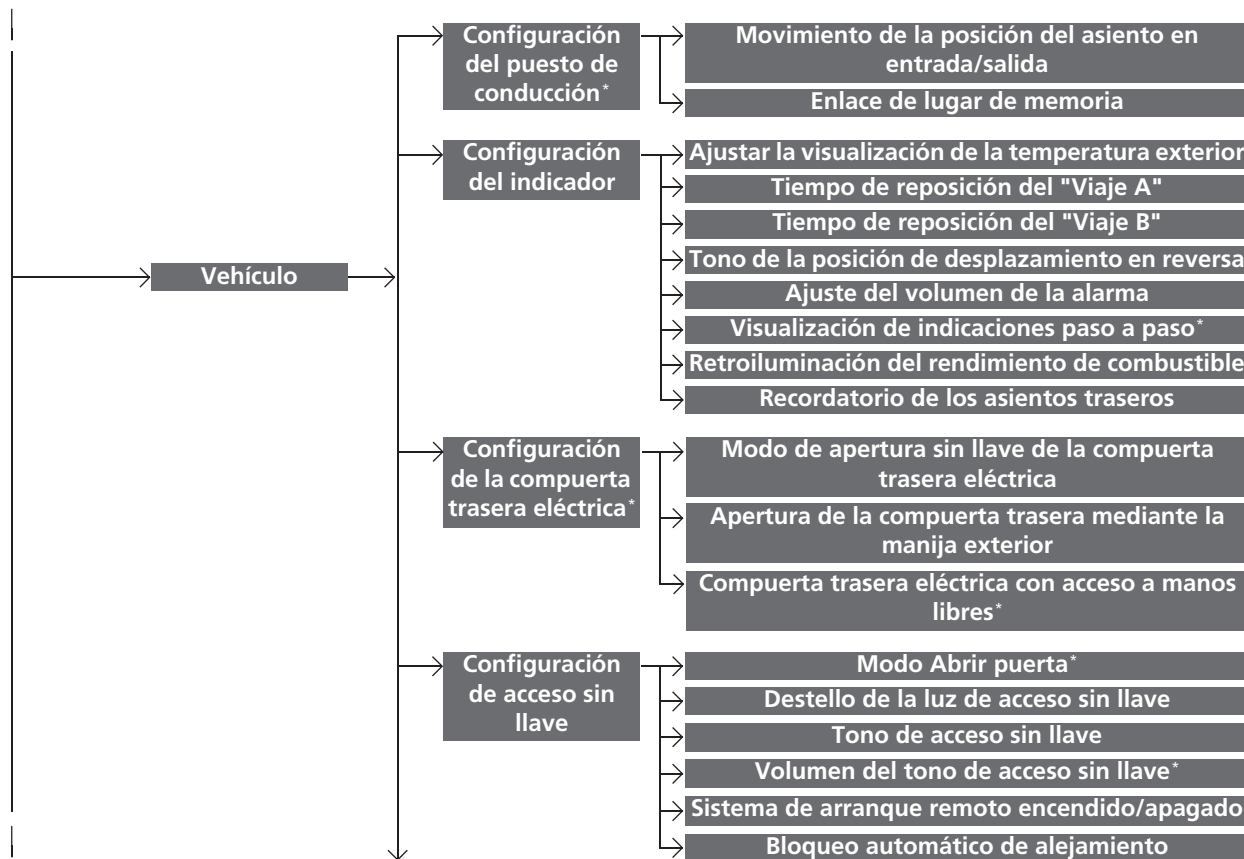 Vehículo
Configuración
del puesto de
conducción*
Movimiento de la posición del asiento en
entrada/salida
Enlace de lugar de memoria
Configuración
del indicador
Ajustar la visualización de la temperatura exterior
Tiempo de reposición del "Viaje A"
Tiempo de reposición del "Viaje B"
Tono de la posición de desplazamiento en reversa
Ajuste del volumen de la alarma
Visualización de indicaciones paso a paso*
Retroiluminación del rendimiento de combustible
Recordatorio de los asientos traseros
Configuración
de la compuerta
trasera eléctrica*
Modo de apertura sin llave de la compuerta
trasera eléctrica
Apertura de la compuerta trasera mediante la
manija exterior
Compuerta trasera eléctrica con acceso a manos
libres*
Configuración
de acceso sin
llave
Modo Abrir puerta*
Destello de la luz de acceso sin llave
Tono de acceso sin llave
Volumen del tono de acceso sin llave*
Sistema de arranque remoto encendido/apagado
Bloqueo automático de alejamiento